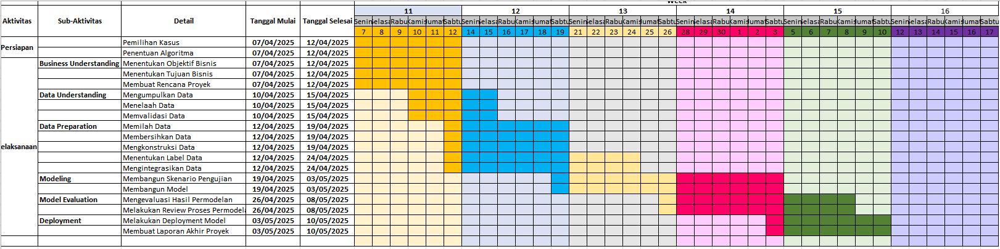 Week
Aktivitas Sub-Aktivitas Detail Tanggal Mulai Tanggal Selesai 11 12 13 14 15 16
Senin Selasa Rabu Kamis Jumat Sabtu Senin Selasa Rabu Kamis Jumat Sabtu Senin Selasa Rabu Kamis Jumat Sabtu Senin Selasa Rabu Kamis Jumat Sabtu Senin Selasa Rabu Kamis Jumat Sabtu Senin Selasa Rabu Kamis Jumat Sabtu
7 8 9 10 11 12 14 15 16 17 18 19 21 22 23 24 25 26 28 29 30 1 2 3 5 6 7 8 9 10 12 13 14 15 16 17
Persiapan Pemilihan Kasus 07/04/2025 12/04/2025
Penentuan Algoritma 07/04/2025 12/04/2025
elaksanaan Business Understanding Menentukan Objektif Bisnis 07/04/2025 12/04/2025
Menentukan Tujuan Bisnis 07/04/2025 12/04/2025
Membuat Rencana Proyek 07/04/2025 12/04/2025
Data Understanding Mengumpulkan Data 10/04/2025 15/04/2025
Menelaah Data 10/04/2025 15/04/2025
Memvalidasi Data 10/04/2025 15/04/2025
Data Preparation Memilah Data 12/04/2025 19/04/2025
Membersihkan Data 12/04/2025 19/04/2025
Mengkonstruksi Data 12/04/2025 19/04/2025
Menentukan Label Data 12/04/2025 24/04/2025
Mengintegrasikan Data 12/04/2025 24/04/2025
Modeling Membangun Skenario Pengujian 19/04/2025 03/05/2025
Membangun Model 19/04/2025 03/05/2025
Model Evaluation Mengevaluasi Hasil Permodelan 26/04/2025 08/05/2025
Melakukan Review Proses Permodela 26/04/2025 08/05/2025
Deployment Melakukan Deployment Model 03/05/2025 10/05/2025
Membuat Laporan Akhir Proyek 03/05/2025 10/05/2025